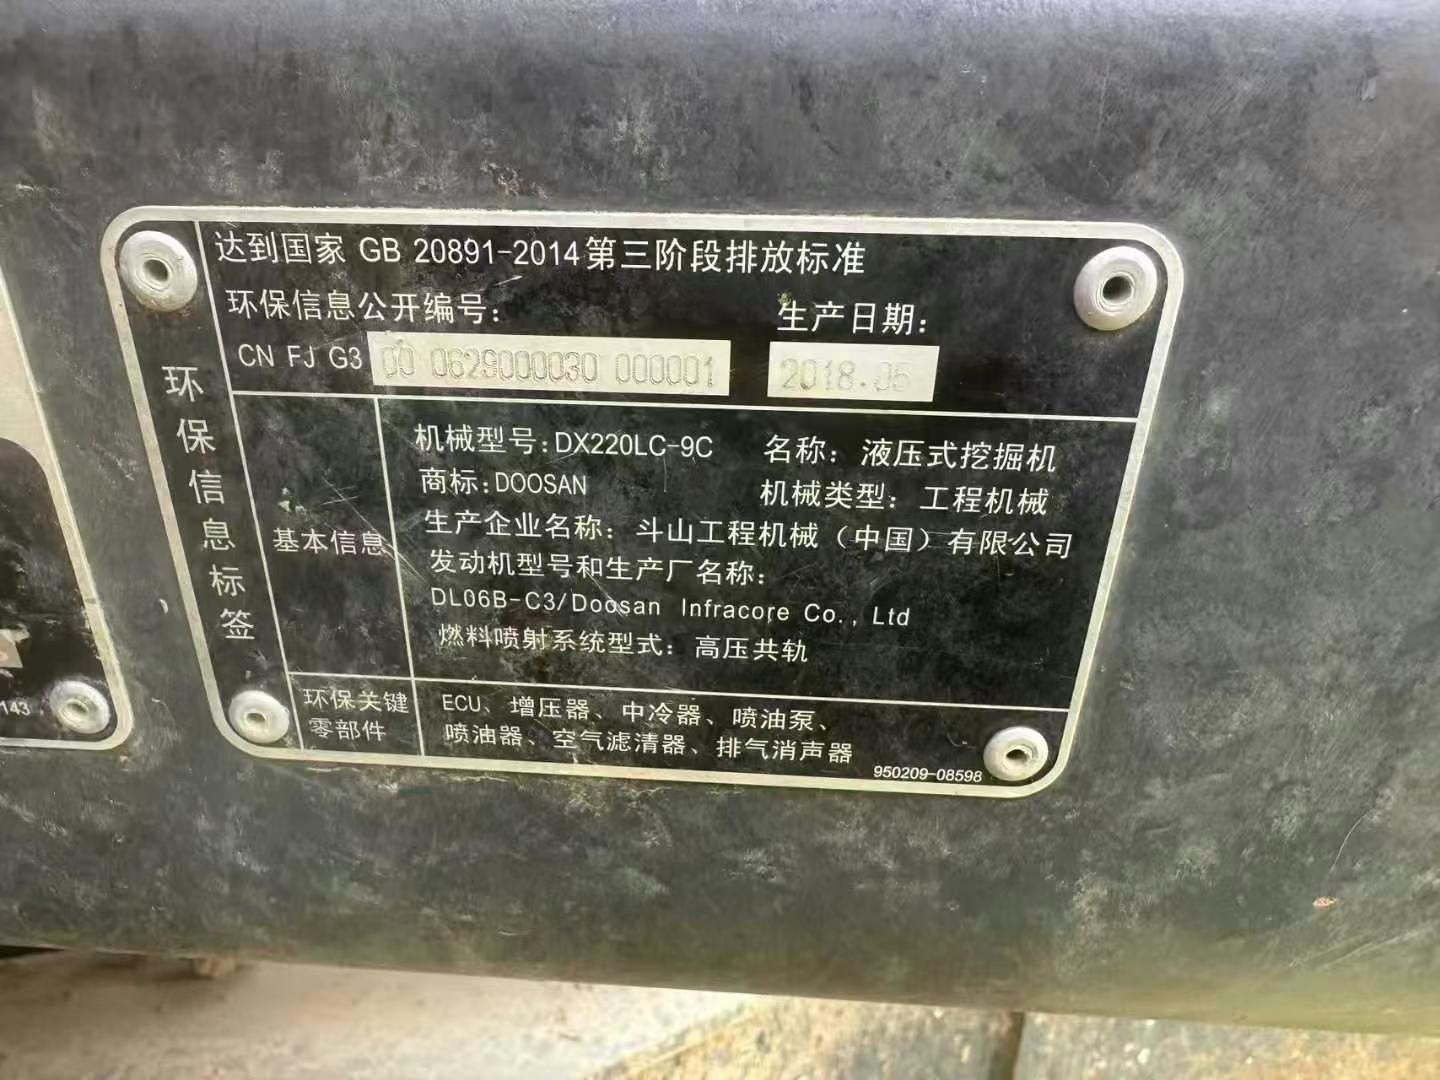 达到国家 GB 20891-2014第三阶段排放标准
环保信息公开编号:
生产日期:
CN FJ G3 00 0629000030 000001
2018.05
环保信息标签
基本信息
机械型号:DX220LC-9C
名称: 液压式挖掘机
商标:DOOSAN
机械类型: 工程机械
生产企业名称: 斗山工程机械(中国)有限公司
发动机型号和生产厂名称:
DL06B-C3/Doosan Infracore Co., Ltd
燃料喷射系统型式: 高压共轨
环保关键
零部件
ECU、增压器、中冷器、喷油泵、
喷油器、空气滤清器、排气消声器
950209-08598
143